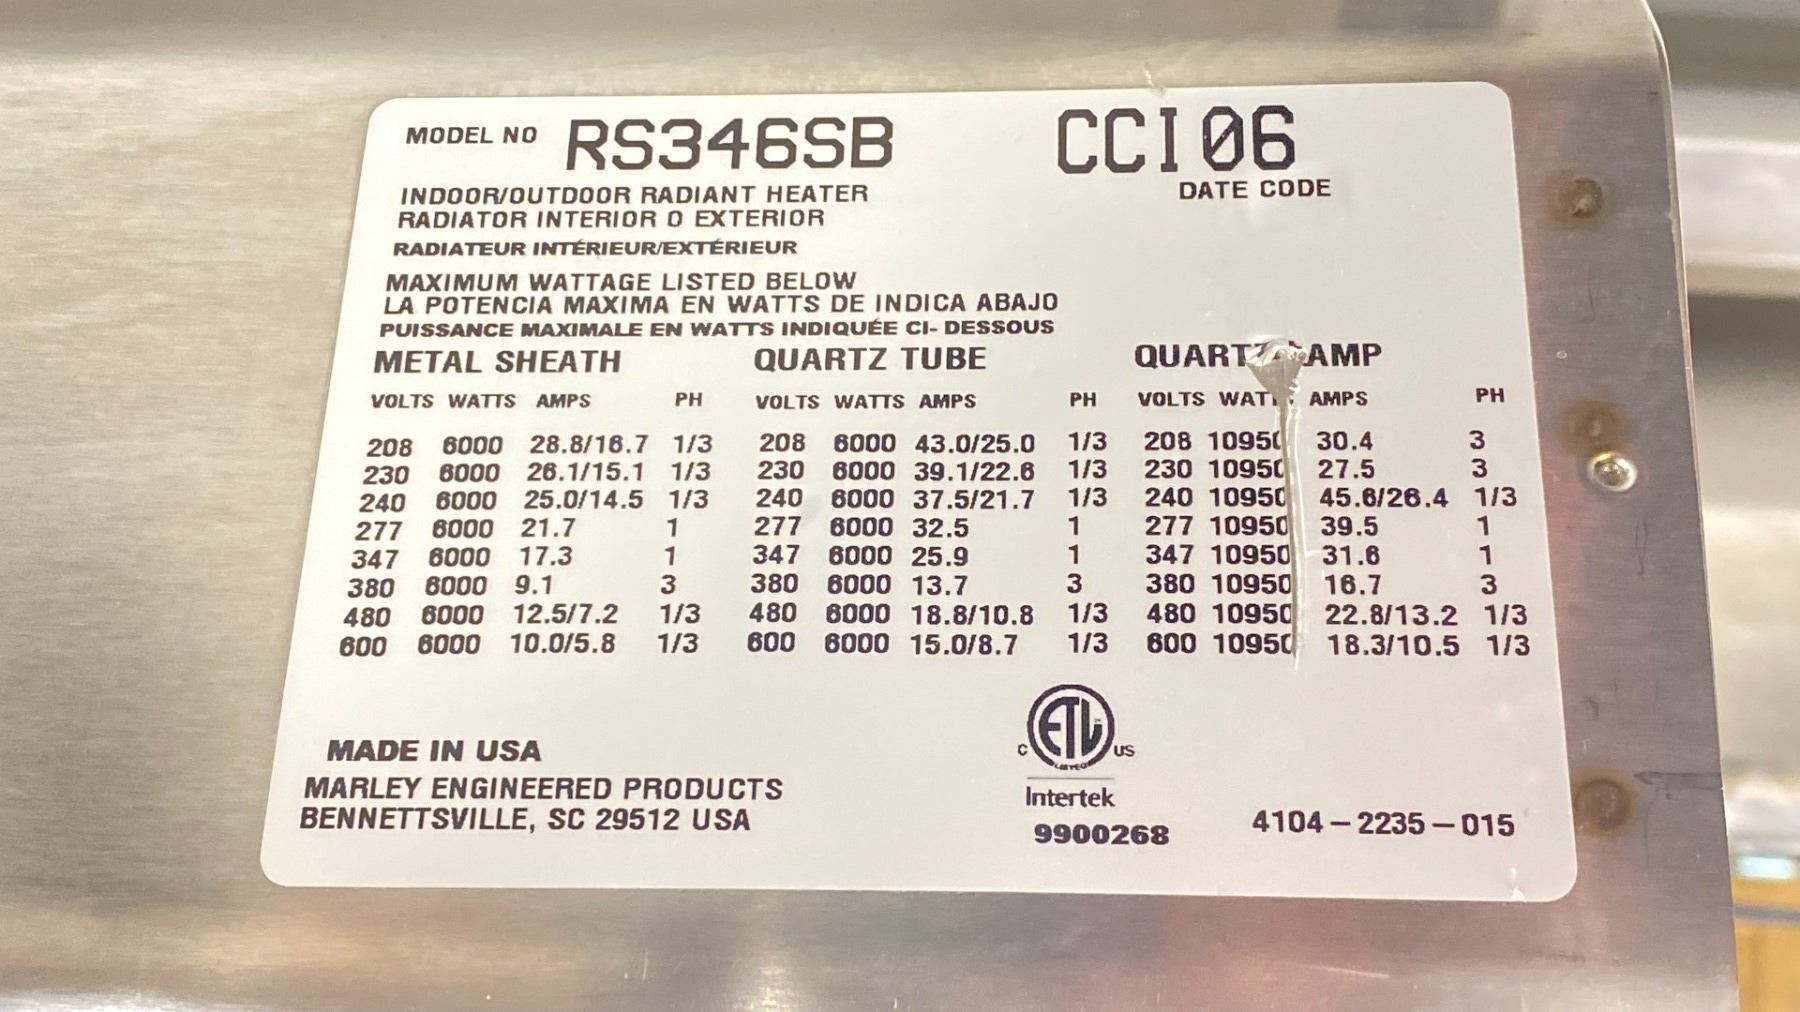 MODEL NO RS346SB CCI06
DATE CODE
INDOOR/OUTDOOR RADIANT HEATER
RADIATOR INTERIOR O EXTERIOR
RADIATEUR INTÉRIEUR/EXTÉRIEUR
MAXIMUM WATTAGE LISTED BELOW
LA POTENCIA MAXIMA EN WATTS DE INDICA ABAJO
PUISSANCE MAXIMALE EN WATTS INDIQUÉE CI- DESSOUS
METAL SHEATH QUARTZ TUBE
VOLTS WATTS AMPS PH VOLTS WATTS AMPS PH VOLTS AMPS PH
208 6000 28.8/16.7 1/3 208 6000 43.0/25.0 1/3 208 10950 30.4 3
230 6000 26.1/15.1 1/3 230 6000 39.1/22.6 1/3 230 10950 27.5 3
240 6000 25.0/14.5 1/3 240 6000 37.5/21.7 1/3 240 10950 45.6/26.4 1/3
277 6000 21.7 1 277 6000 32.5 1 277 10950 39.5 1
347 6000 17.3 1 347 6000 25.9 1 347 10950 31.6 1
380 6000 9.1 3 380 6000 13.7 3 380 10950 16.7 3
480 6000 12.5/7.2 1/3 480 6000 18.8/10.8 1/3 480 10950 22.8/13.2 1/3
600 6000 10.0/5.8 1/3 600 6000 15.0/8.7 1/3 600 10950 18.3/10.5 1/3
MADE IN USA
MARLEY ENGINEERED PRODUCTS
BENNETTSVILLE, SC 29512 USA
C ETL US
LISTED
Intertek
9900268
4104-2235-015